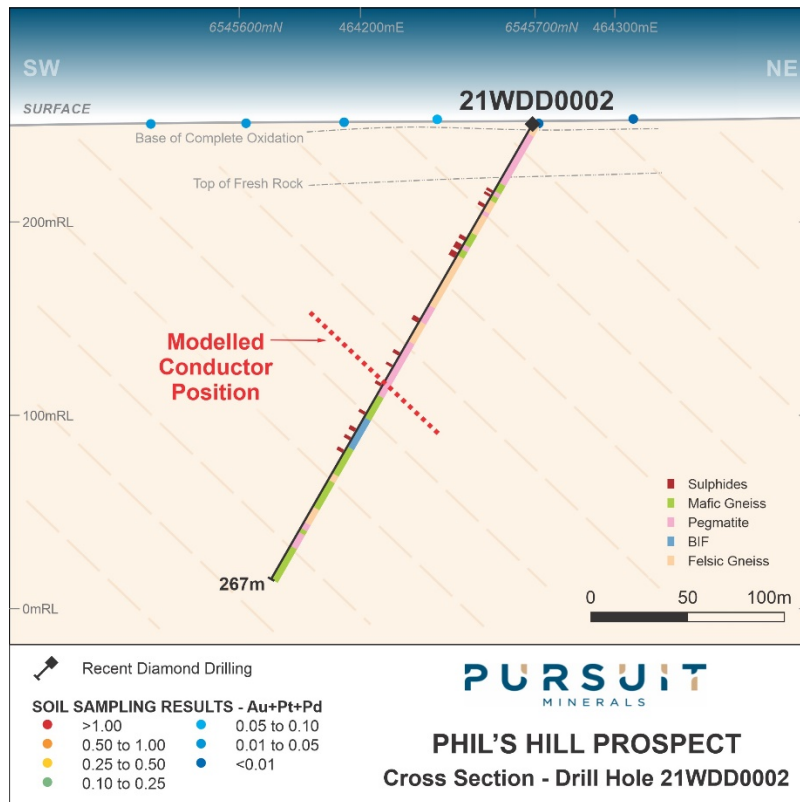 6545600mN 464200mE 6545700mN 464300mE
SW NE
21WDD0002
SURFACE
Base of Complete Oxidation
Top of Fresh Rock
200mRL
Modelled
Conductor
Position
100mRL
Sulphides
Mafic Gneiss
Pegmatite
BIF
Felsic Gneiss
267m
0 50 100m
0mRL
Recent Diamond Drilling
SOIL SAMPLING RESULTS - Au+Pt+Pd
>1.00
0.50 to 1.00
0.25 to 0.50
0.10 to 0.25
0.05 to 0.10
0.01 to 0.05
<0.01
PURSUIT
MINERALS
PHIL'S HILL PROSPECT
Cross Section - Drill Hole 21WDD0002